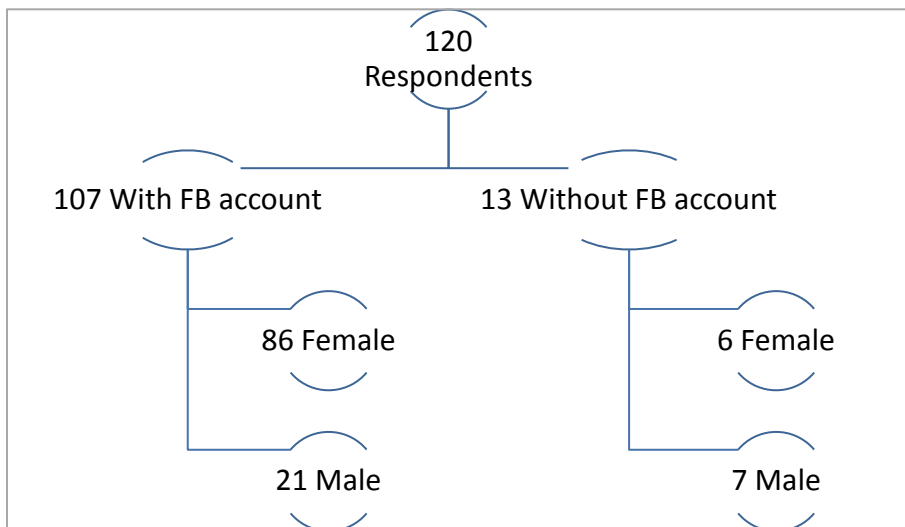 120
Respondents
107 With FB account
13 Without FB account
86 Female
6 Female
21 Male
7 Male